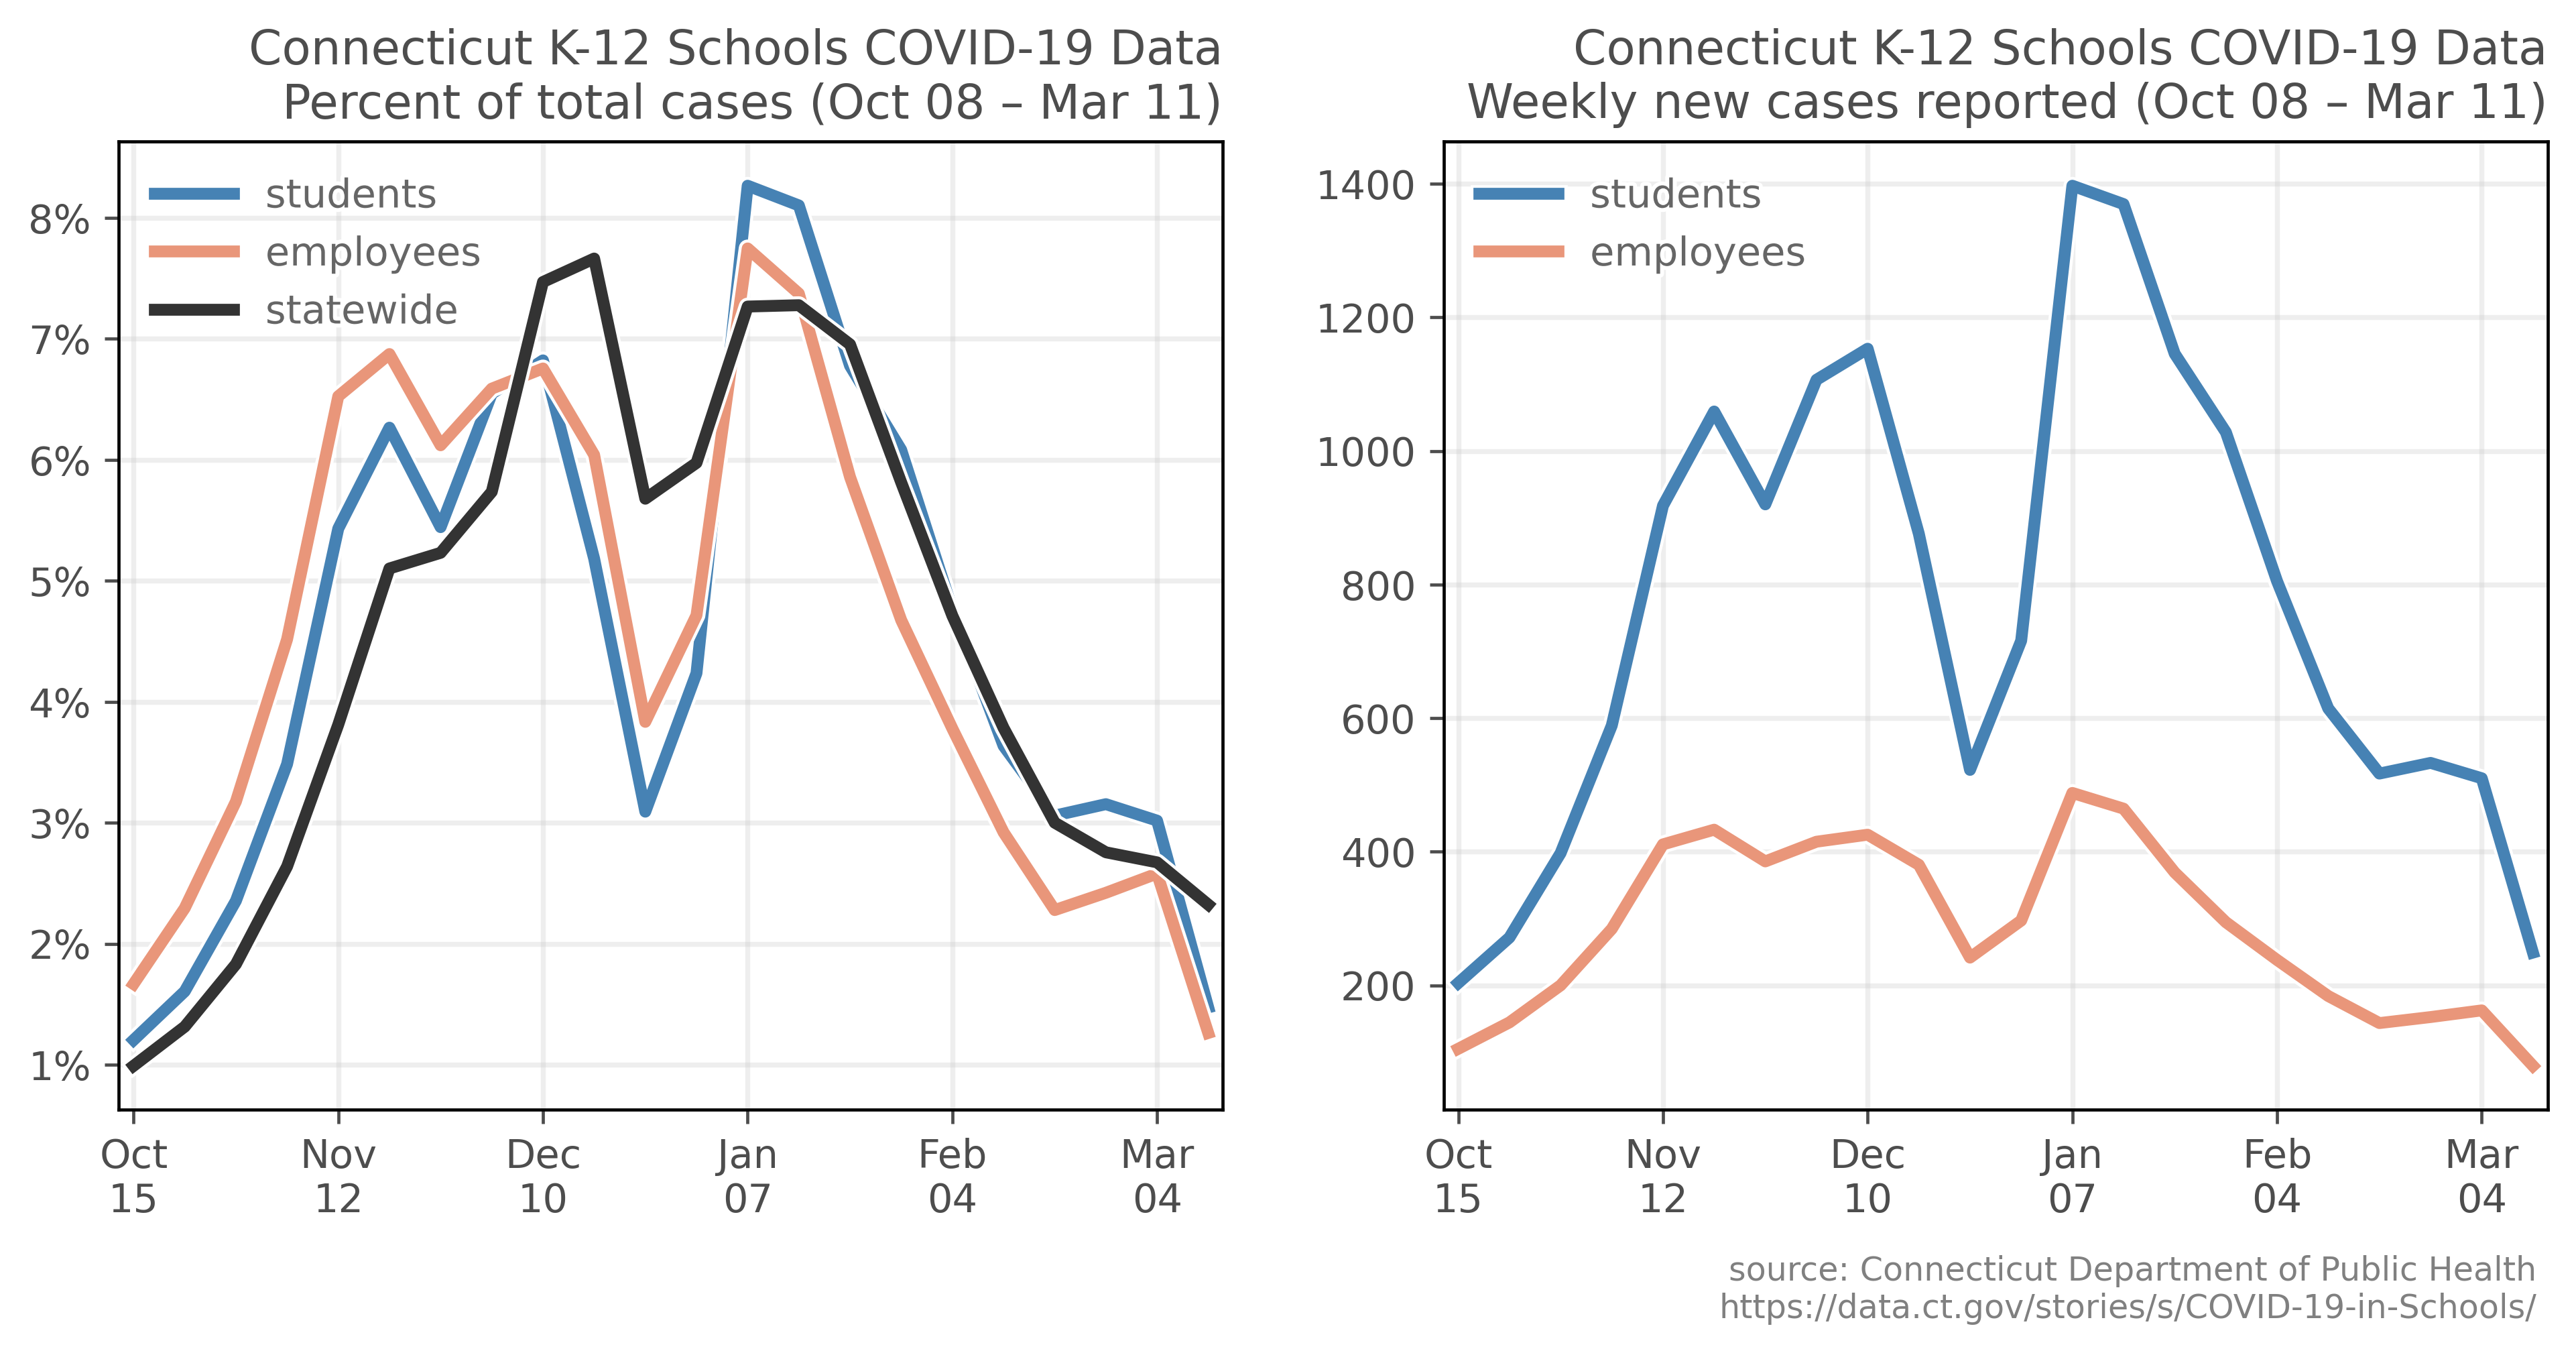 Connecticut K-12 Schools COVID-19 Data
Percent of total cases (Oct 08 – Mar 11)
students
employees
statewide
8%
7%
6%
5%
4%
3%
2%
1%
Oct
15
Nov
12
Dec
10
Jan
07
Feb
04
Mar
04
Connecticut K-12 Schools COVID-19 Data
Weekly new cases reported (Oct 08 – Mar 11)
students
employees
1400
1200
1000
800
600
400
200
Oct
15
Nov
12
Dec
10
Jan
07
Feb
04
Mar
04
source: Connecticut Department of Public Health
https://data.ct.gov/stories/s/COVID-19-in-Schools/